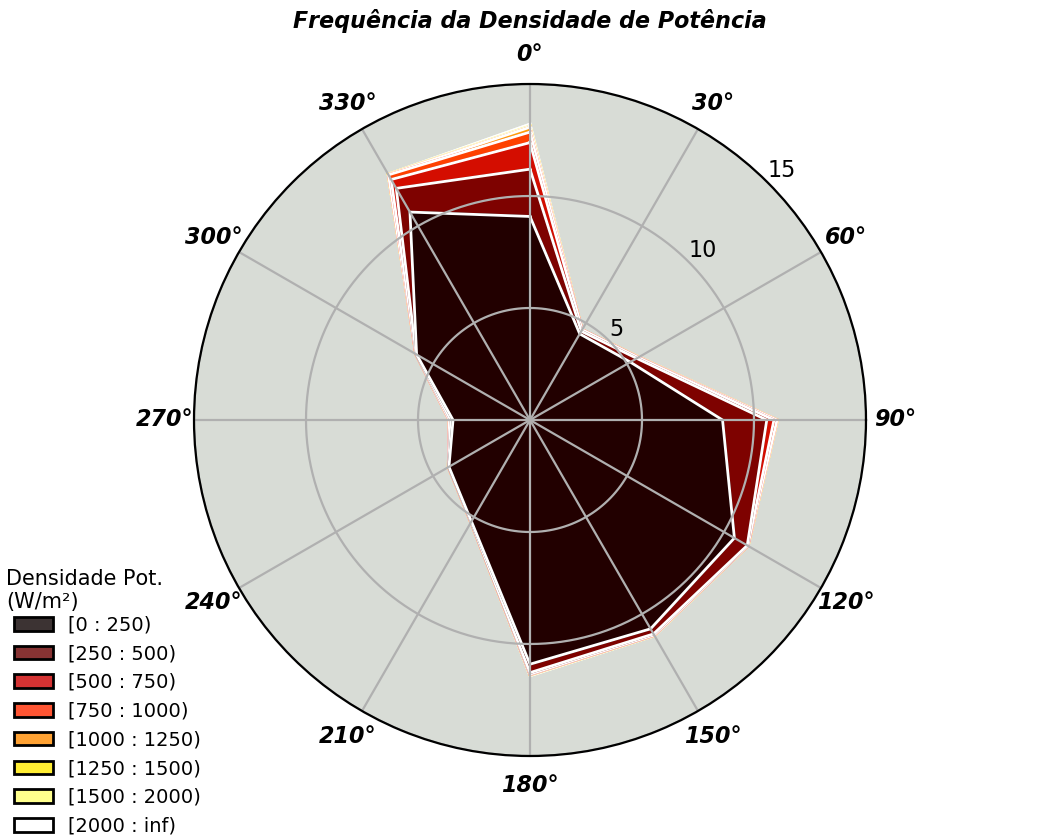 Frequência da Densidade de Potência
0°
330°
30°
15
300°
60°
10
5
270°
90°
Densidade Pot.
(W/m²)
240°
120°
[0 : 250)
[250 : 500)
[500 : 750)
[750 : 1000)
210°
150°
[1000 : 1250)
[1250 : 1500)
180°
[1500 : 2000)
[2000 : inf)